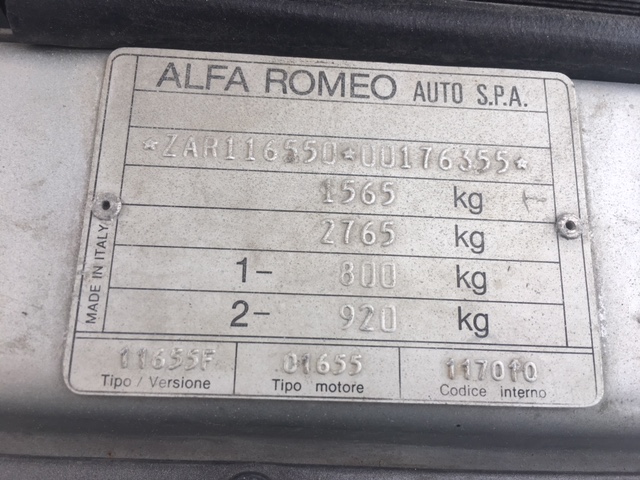 ALFA ROMEO AUTO S.P.A.
*ZAR116550*00176355*
1565 kg
2765 kg
1- 800 kg
2- 920 kg
MADE IN ITALY
11655F 01655 117010
Tipo / Versione Tipo motore Codice interno